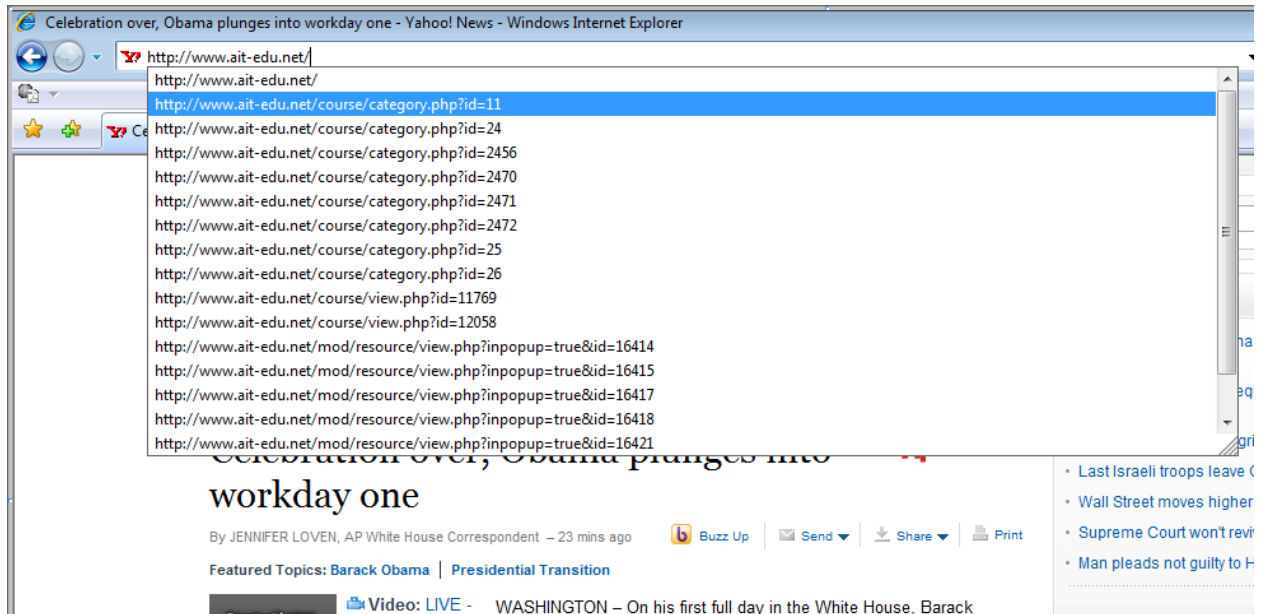 Celebration over, Obama plunges into workday one - Yahoo! News - Windows Internet Explorer
http://www.ait-edu.net/
http://www.ait-edu.net/
http://www.ait-edu.net/course/category.php?id=11
http://www.ait-edu.net/course/category.php?id=24
http://www.ait-edu.net/course/category.php?id=2456
http://www.ait-edu.net/course/category.php?id=2470
http://www.ait-edu.net/course/category.php?id=2471
http://www.ait-edu.net/course/category.php?id=2472
http://www.ait-edu.net/course/category.php?id=25
http://www.ait-edu.net/course/category.php?id=26
http://www.ait-edu.net/course/view.php?id=11769
http://www.ait-edu.net/course/view.php?id=12058
http://www.ait-edu.net/mod/resource/view.php?inpopup=true&id=16414
http://www.ait-edu.net/mod/resource/view.php?inpopup=true&id=16415
http://www.ait-edu.net/mod/resource/view.php?inpopup=true&id=16417
http://www.ait-edu.net/mod/resource/view.php?inpopup=true&id=16418
http://www.ait-edu.net/mod/resource/view.php?inpopup=true&id=16421
Celebration over, Obama plunges into
workday one
By JENNIFER LOVEN, AP White House Correspondent – 23 mins ago
Buzz Up Send Share Print
Featured Topics: Barack Obama | Presidential Transition
Video: LIVE -
WASHINGTON – On his first full day in the White House, Barack
Last Israeli troops leave
Wall Street moves higher
Supreme Court won't
Man pleads not guilty to